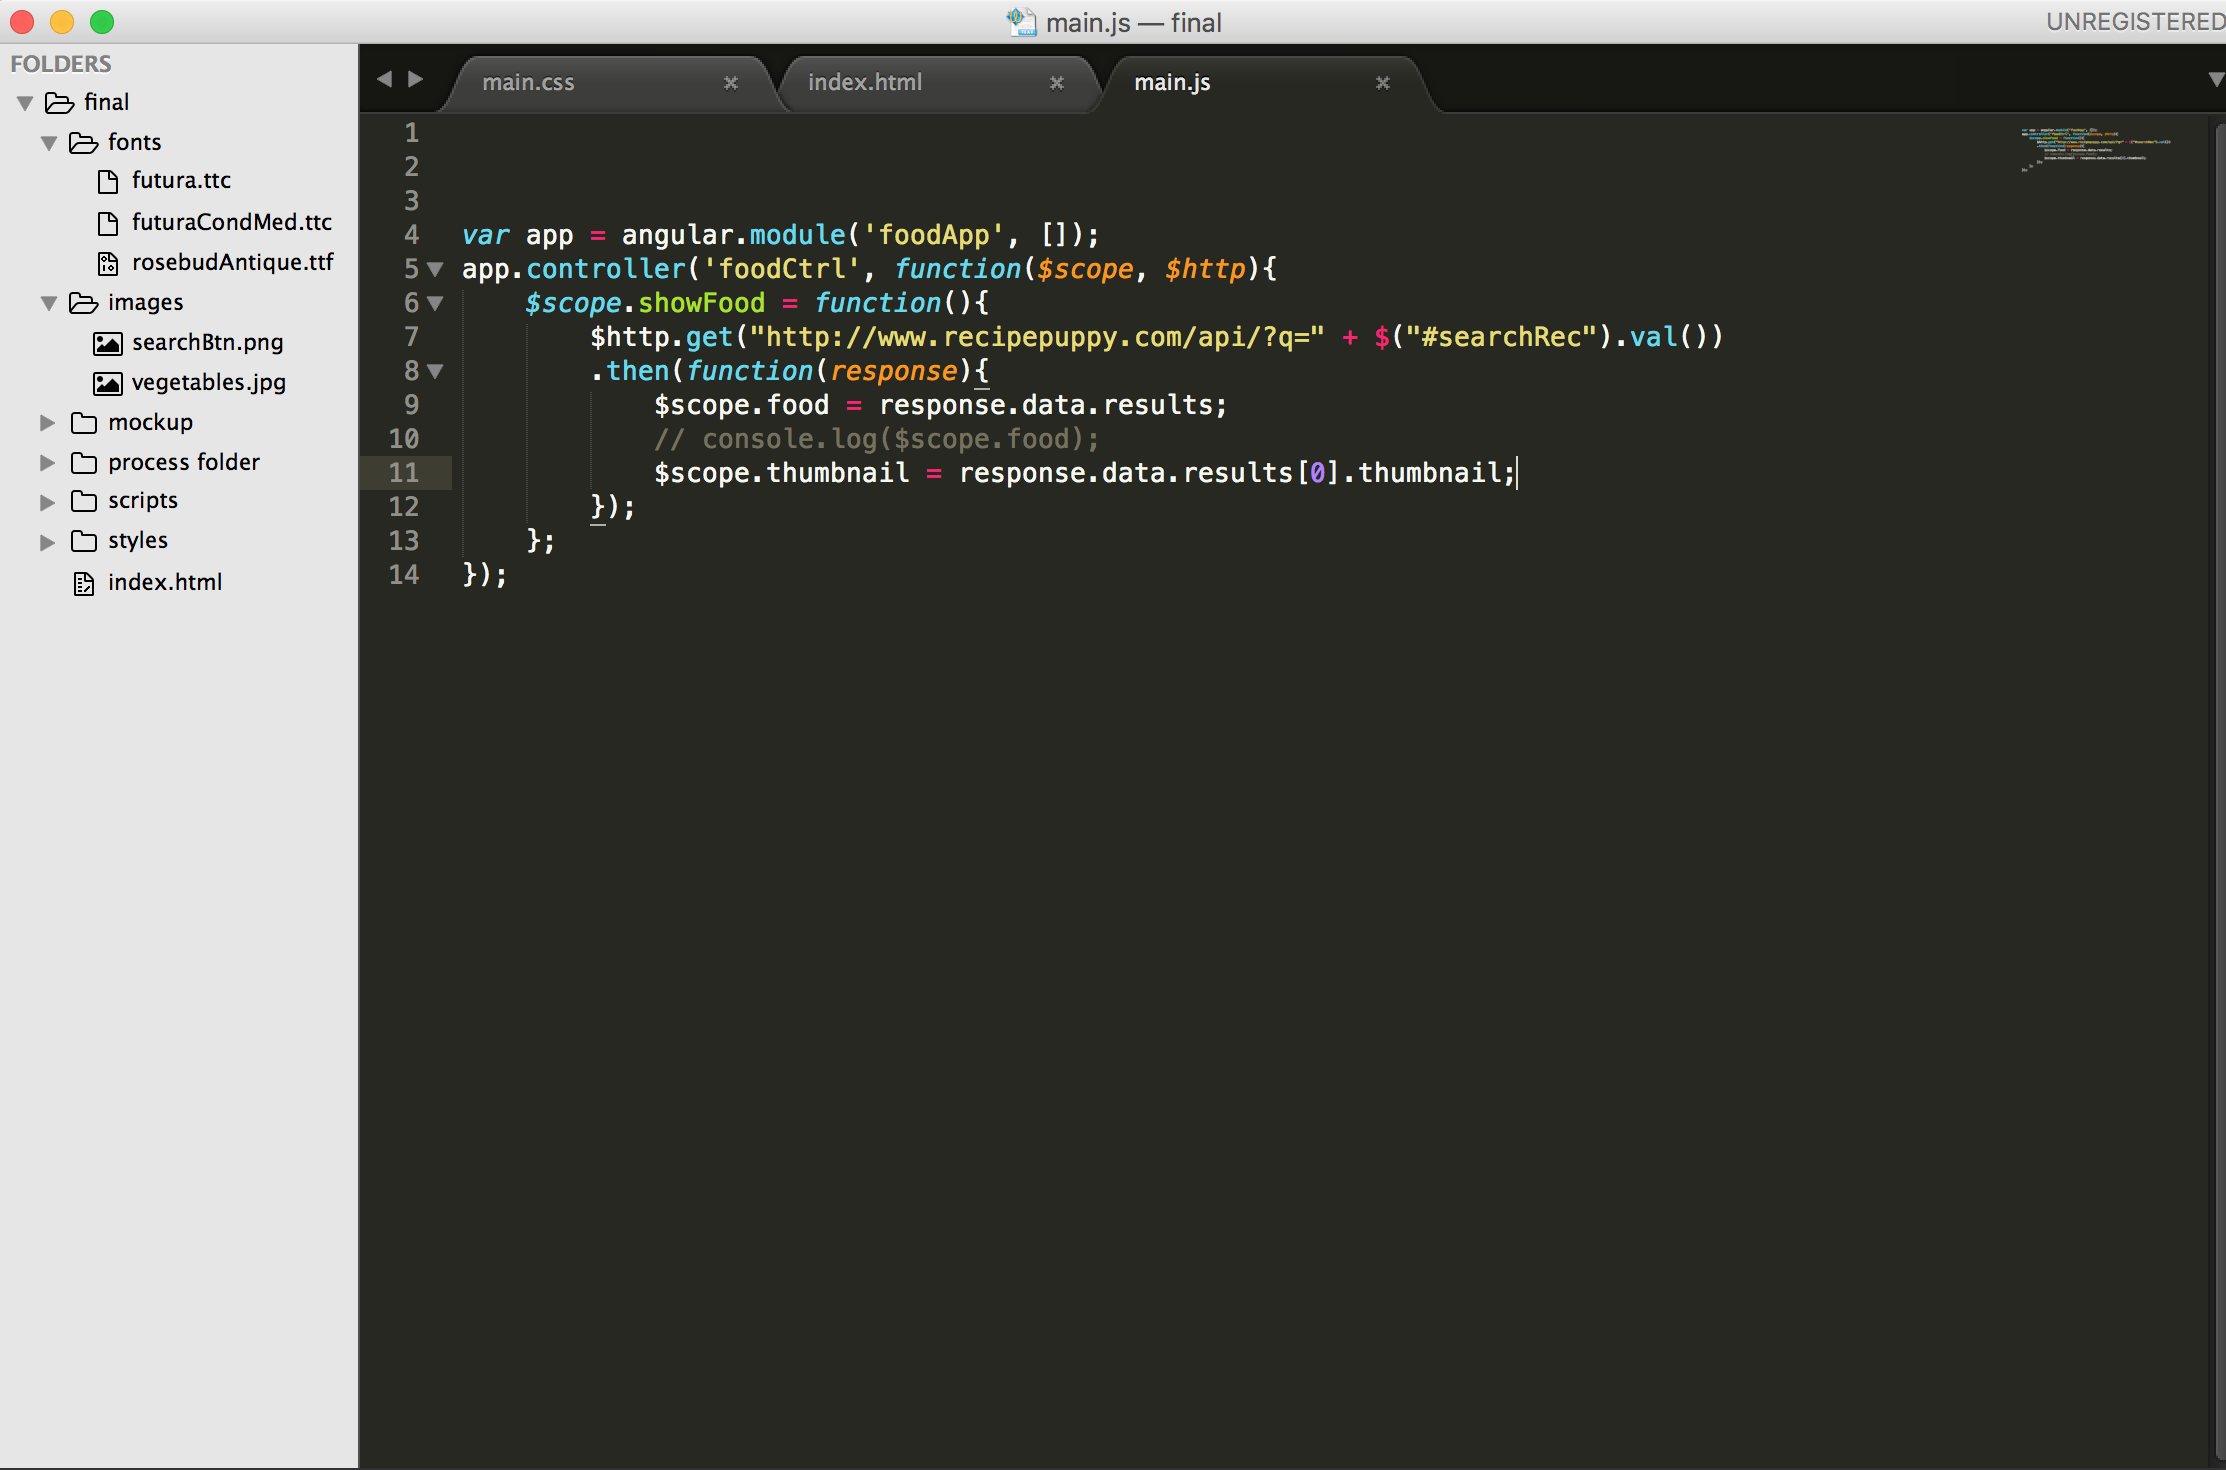 main.js — final
UNREGISTERED
FOLDERS
final
fonts
futura.ttc
futuraCondMed.ttc
rosebudAntique.ttf
images
searchBtn.png
vegetables.jpg
mockup
process folder
scripts
styles
index.html
main.css
index.html
main.js
1
2
3
4 var app = angular.module('foodApp', []);
5 app.controller('foodCtrl', function($scope, $http){
6 $scope.showFood = function(){
7 $http.get("http://www.recipepuppy.com/api/?q=" + $("#searchRec").val())
8 .then(function(response){
9 $scope.food = response.data.results;
10 // console.log($scope.food);
11 $scope.thumbnail = response.data.results[0].thumbnail;
12 });
13 };
14 });